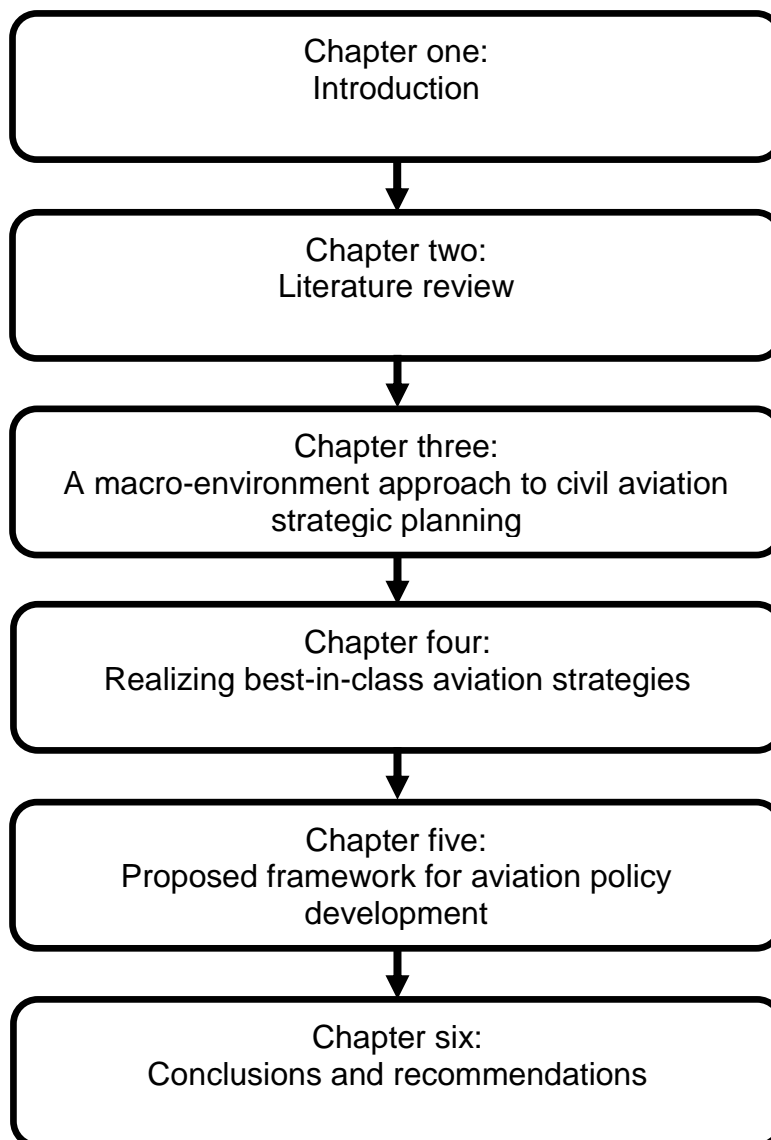 Chapter one:
Introduction
Chapter two:
Literature review
Chapter three:
A macro-environment approach to civil aviation
strategic planning
Chapter four:
Realizing best-in-class aviation strategies
Chapter five:
Proposed framework for aviation policy
development
Chapter six:
Conclusions and recommendations